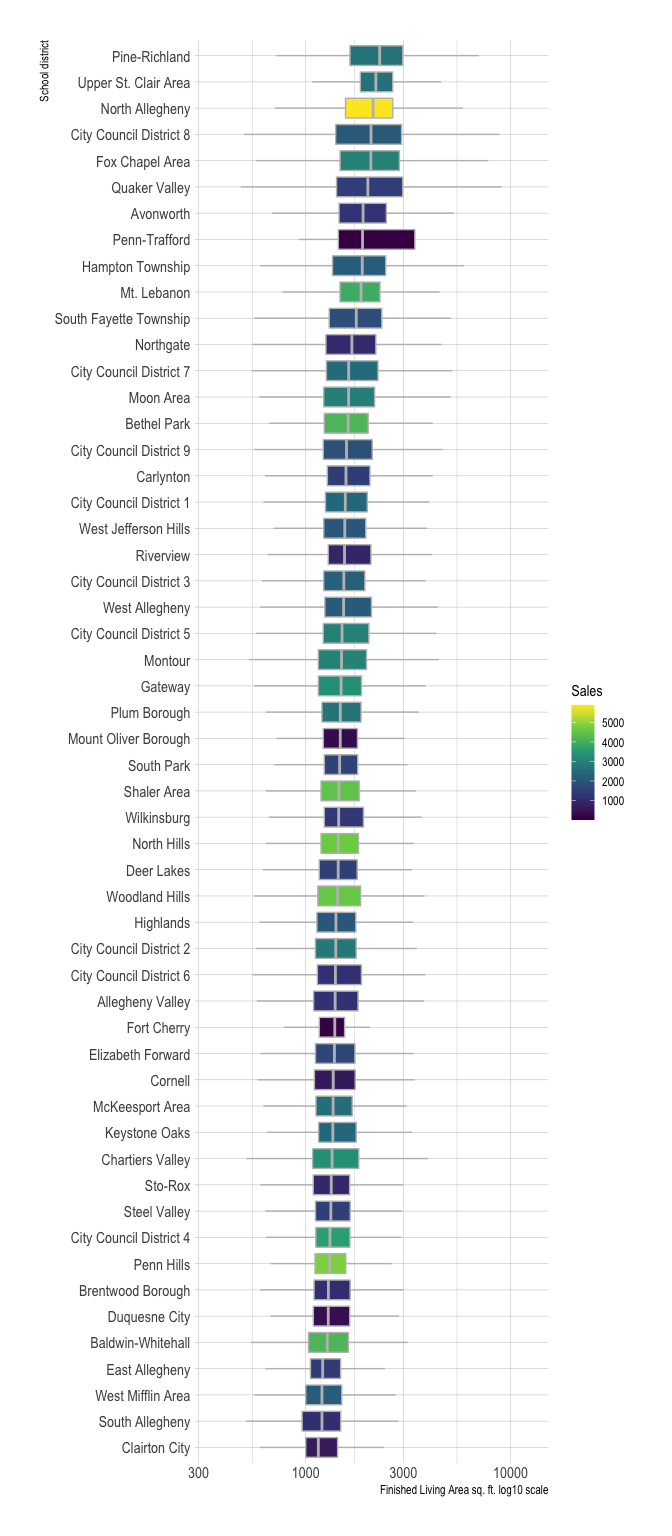 School district
Pine-Richland
Upper St. Clair Area
North Allegheny
City Council District 8
Fox Chapel Area
Quaker Valley
Avonworth
Penn-Trafford
Hampton Township
Mt. Lebanon
South Fayette Township
Northgate
City Council District 7
Moon Area
Bethel Park
City Council District 9
Carlynton
City Council District 1
West Jefferson Hills
Riverview
City Council District 3
West Allegheny
City Council District 5
Montour
Gateway
Plum Borough
Mount Oliver Borough
South Park
Shaler Area
Wilkinsburg
North Hills
Deer Lakes
Woodland Hills
Highlands
City Council District 2
City Council District 6
Allegheny Valley
Fort Cherry
Elizabeth Forward
Cornell
McKeesport Area
Keystone Oaks
Chartiers Valley
Sto-Rox
Steel Valley
City Council District 4
Penn Hills
Brentwood Borough
Duquesne City
Baldwin-Whitehall
East Allegheny
West Mifflin Area
South Allegheny
Clairton City
300 1000 3000 10000
Finished Living Area sq. ft. log10 scale
Sales
5000
4000
3000
2000
1000